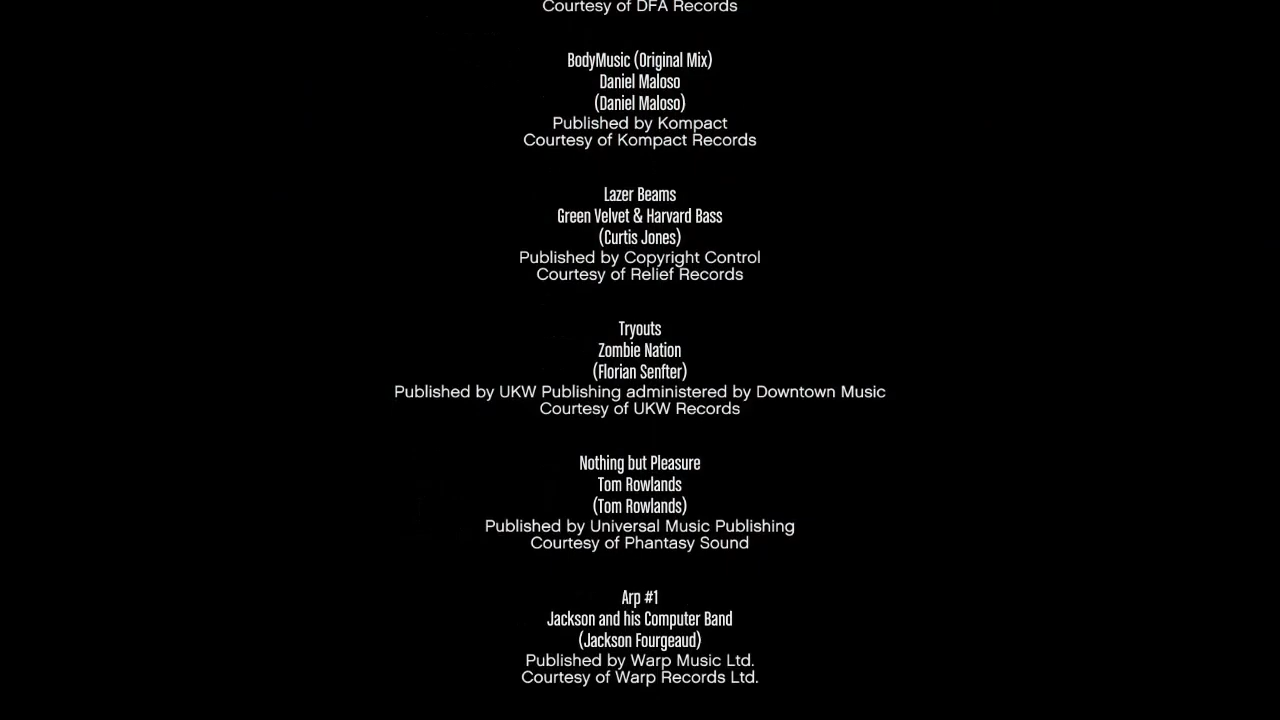 Courtesy of DFA Records
BodyMusic (Original Mix)
Daniel Maloso
(Daniel Maloso)
Published by Kompact
Courtesy of Kompact Records
Lazer Beams
Green Velvet & Harvard Bass
(Curtis Jones)
Published by Copyright Control
Courtesy of Relief Records
Tryouts
Zombie Nation
(Florian Senfter)
Published by UKW Publishing administered by Downtown Music
Courtesy of UKW Records
Nothing but Pleasure
Tom Rowlands
(Tom Rowlands)
Published by Universal Music Publishing
Courtesy of Phantasy Sound
Arp #1
Jackson and his Computer Band
(Jackson Fourgeaud)
Published by Warp Music Ltd.
Courtesy of Warp Records Ltd.